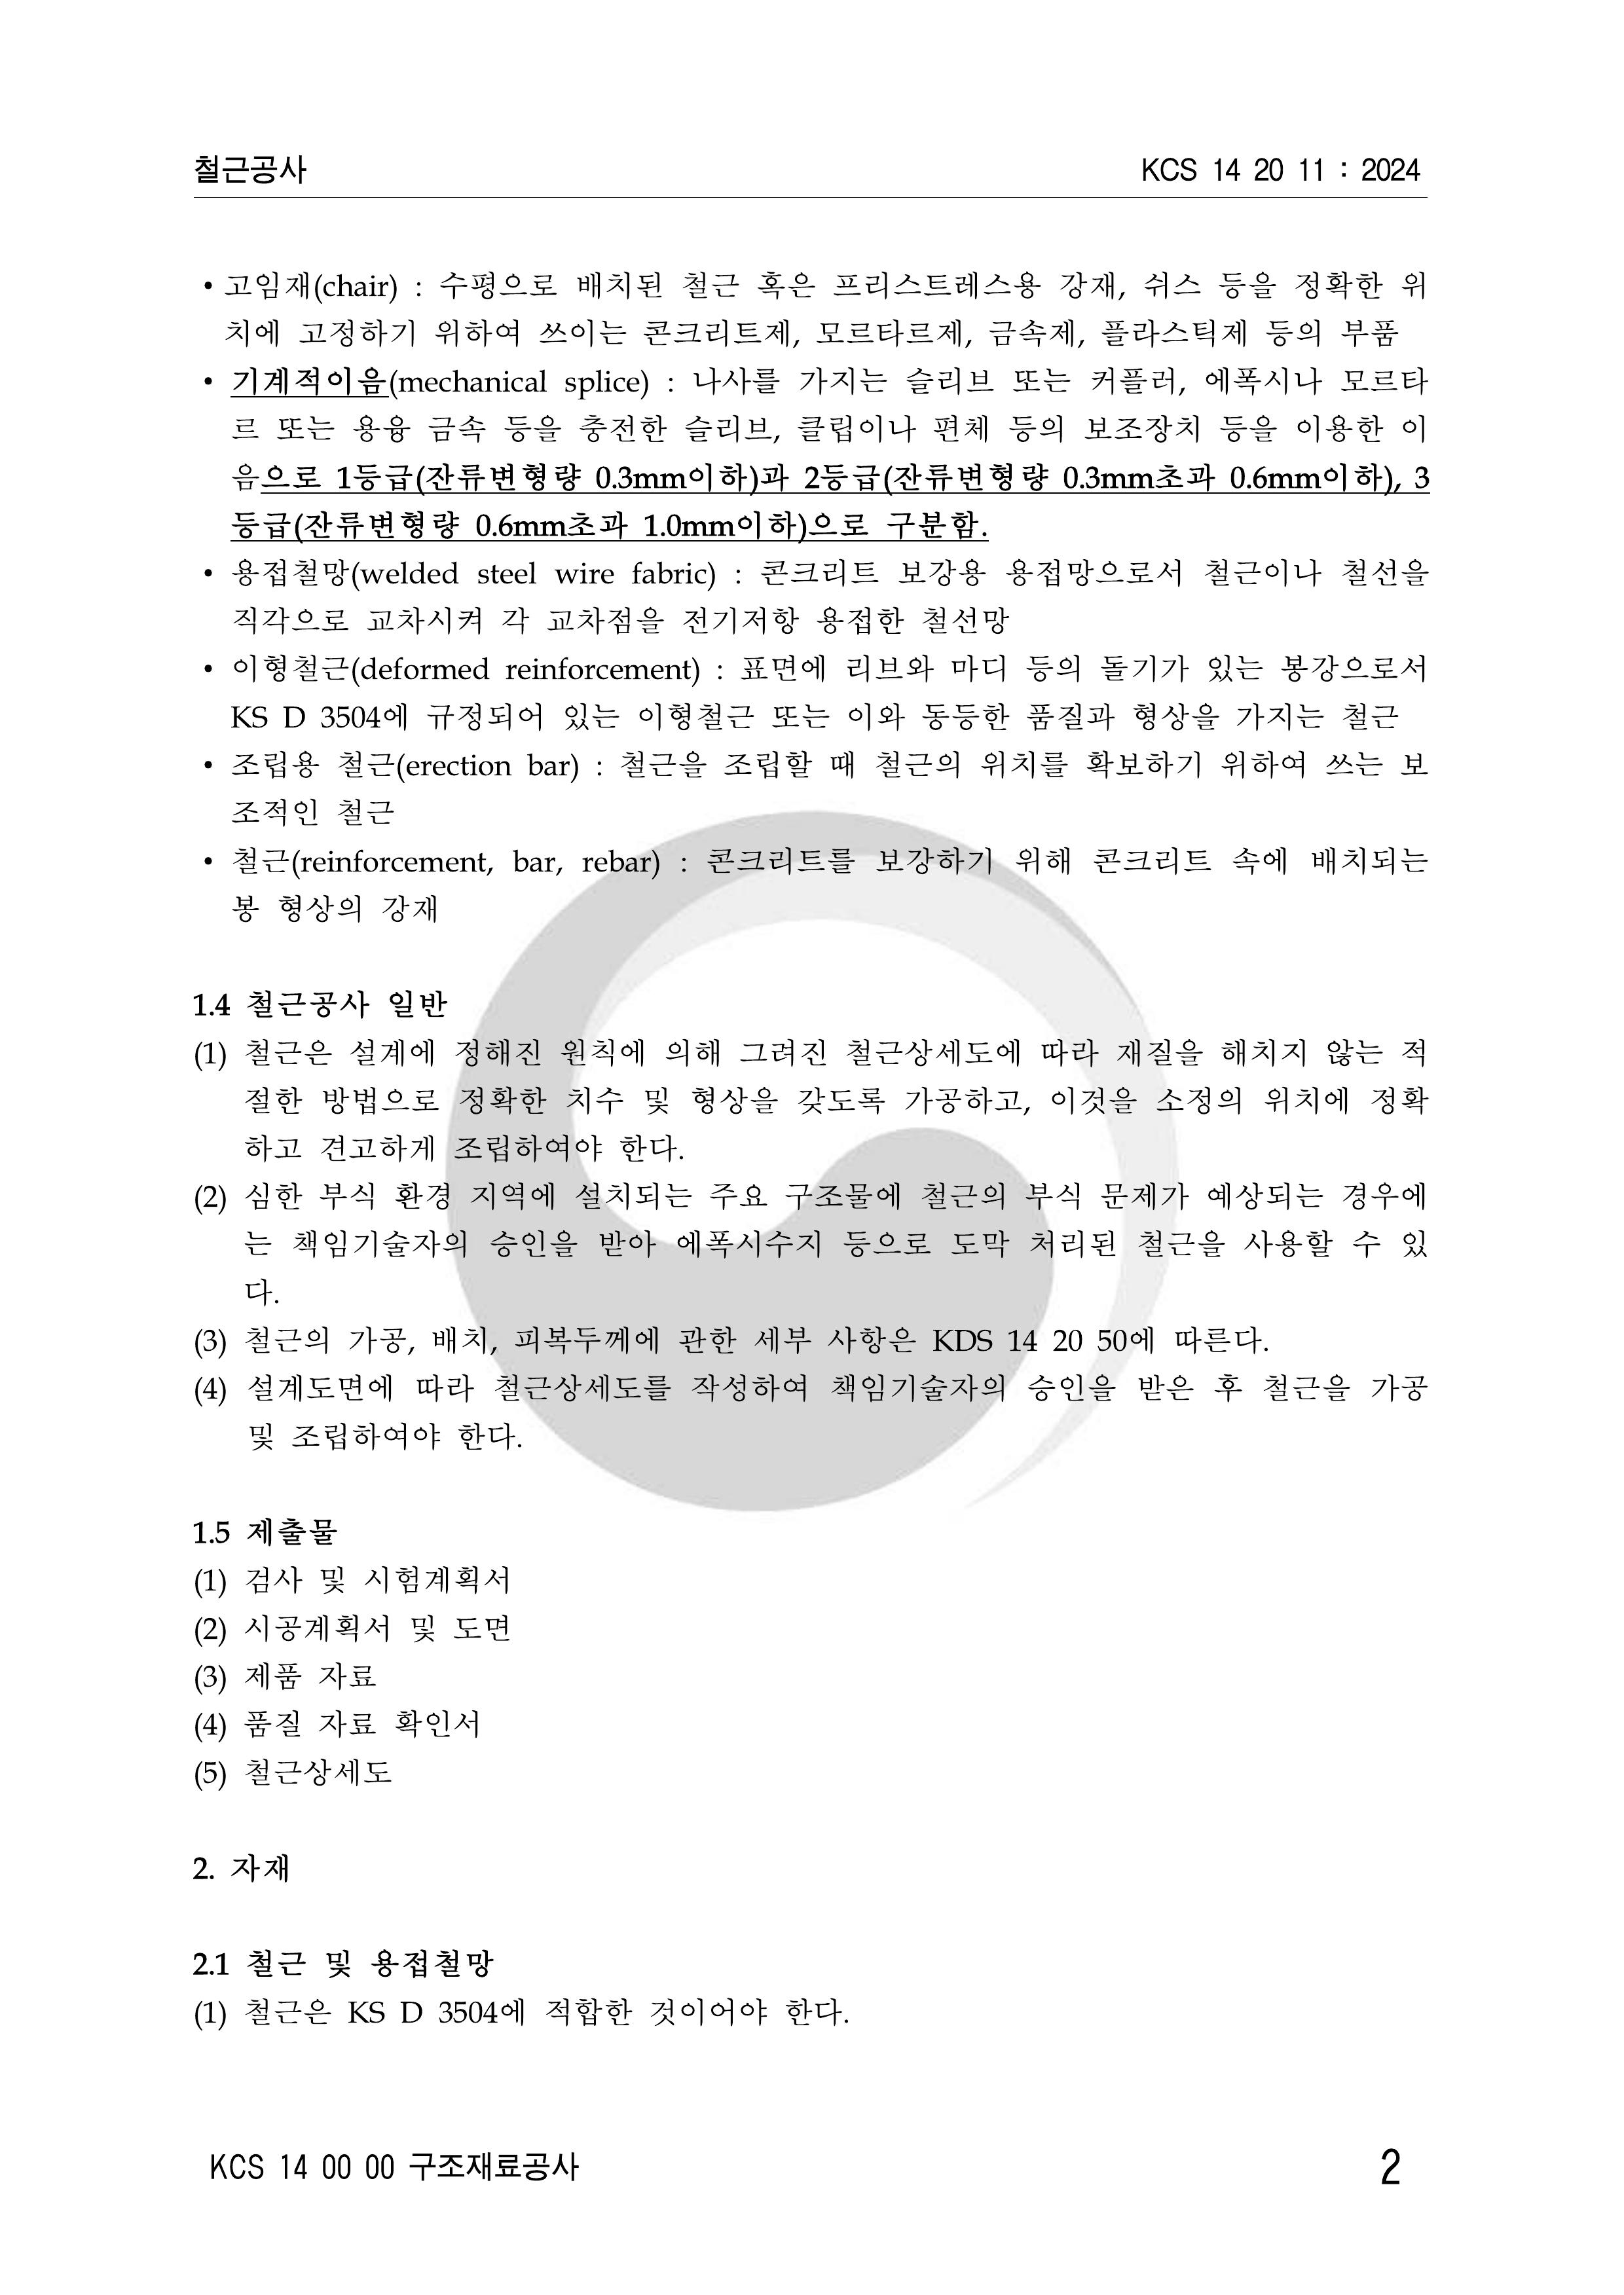 철근공사 KCS 14 20 11 : 2024
• 고임재(chair) : 수평으로 배치된 철근 혹은 프리스트레스용 강재, 쉬스 등을 정확한 위
치에 고정하기 위하여 쓰이는 콘크리트제, 모르타르제, 금속제, 플라스틱제 등의 부품
• 기계적이음(mechanical splice) : 나사를 가지는 슬리브 또는 커플러, 에폭시나 모르타
르 또는 용융 금속 등을 충전한 슬리브, 클립이나 편체 등의 보조장치 등을 이용한 이
음으로 1등급(잔류변형량 0.3mm이하)과 2등급(잔류변형량 0.3mm초과 0.6mm이하), 3
등급(잔류변형량 0.6mm초과 1.0mm이하)으로 구분함.
• 용접철망(welded steel wire fabric) : 콘크리트 보강용 용접망으로서 철근이나 철선을
직각으로 교차시켜 각 교차점을 전기저항 용접한 철선망
• 이형철근(deformed reinforcement) : 표면에 리브와 마디 등의 돌기가 있는 봉강으로서
KS D 3504에 규정되어 있는 이형철근 또는 이와 동등한 품질과 형상을 가지는 철근
• 조립용 철근(erection bar) : 철근을 조립할 때 철근의 위치를 확보하기 위하여 쓰는 보
조적인 철근
• 철근(reinforcement, bar, rebar) : 콘크리트를 보강하기 위해 콘크리트 속에 배치되는
봉 형상의 강재
1.4 철근공사 일반
(1) 철근은 설계에 정해진 원칙에 의해 그려진 철근상세도에 따라 재질을 해치지 않는 적
절한 방법으로 정확한 치수 및 형상을 갖도록 가공하고, 이것을 소정의 위치에 정확
하고 견고하게 조립하여야 한다.
(2) 심한 부식 환경 지역에 설치되는 주요 구조물에 철근의 부식 문제가 예상되는 경우에
는 책임기술자의 승인을 받아 에폭시수지 등으로 도막 처리된 철근을 사용할 수 있
다.
(3) 철근의 가공, 배치, 피복두께에 관한 세부 사항은 KDS 14 20 50에 따른다.
(4) 설계도면에 따라 철근상세도를 작성하여 책임기술자의 승인을 받은 후 철근을 가공
및 조립하여야 한다.
1.5 제출물
(1) 검사 및 시험계획서
(2) 시공계획서 및 도면
(3) 제품 자료
(4) 품질 자료 확인서
(5) 철근상세도
2. 자재
2.1 철근 및 용접철망
(1) 철근은 KS D 3504에 적합한 것이어야 한다.
KCS 14 00 00 구조재료공사 2